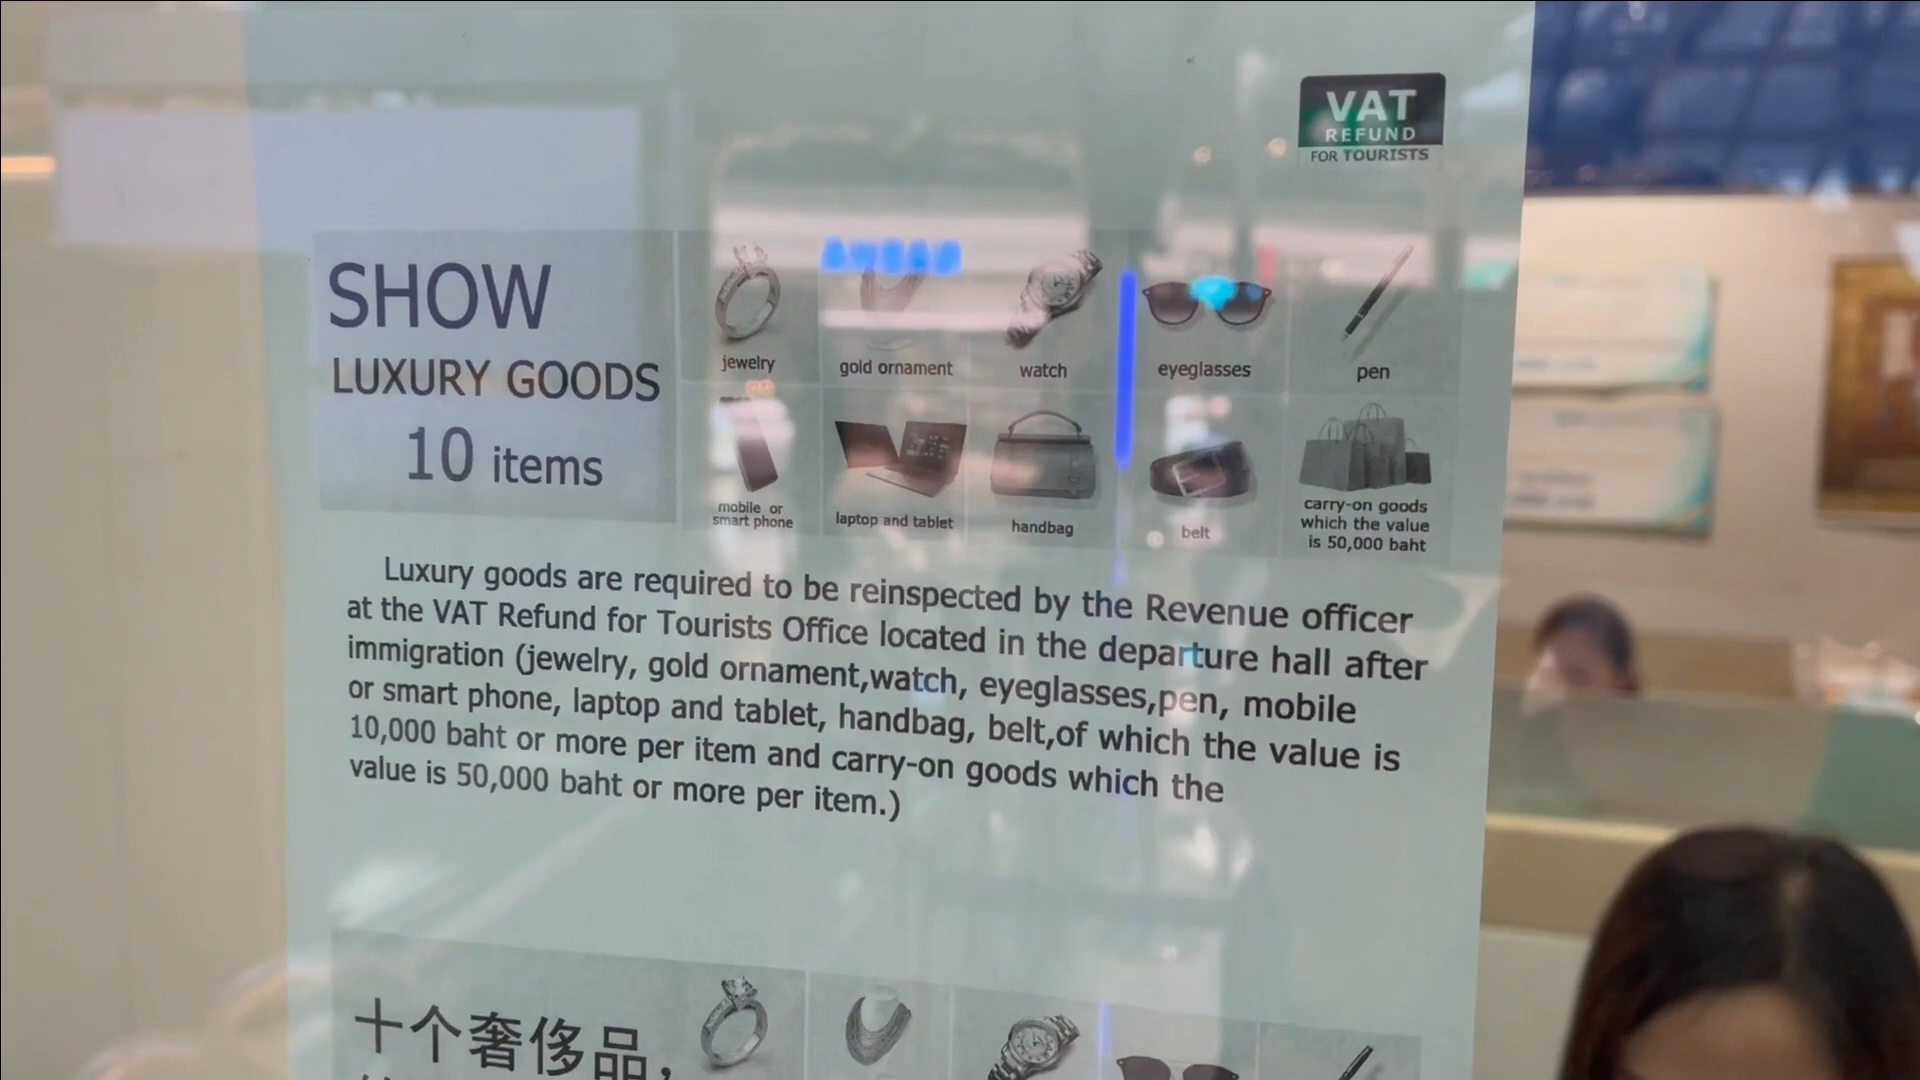 VAT
REFUND
FOR TOURISTS
SHOW
LUXURY GOODS
10 items
jewelry
gold ornament
watch
eyeglasses
pen
mobile or
smart phone
laptop and tablet
handbag
belt
carry-on goods
which the value
is 50,000 baht
Luxury goods are required to be reinspected by the Revenue officer
at the VAT Refund for Tourists Office located in the departure hall after
immigration (jewelry, gold ornament,watch, eyeglasses,pen, mobile
or smart phone, laptop and tablet, handbag, belt,of which the value is
10,000 baht or more per item and carry-on goods which the
value is 50,000 baht or more per item.)
十个奢侈品,